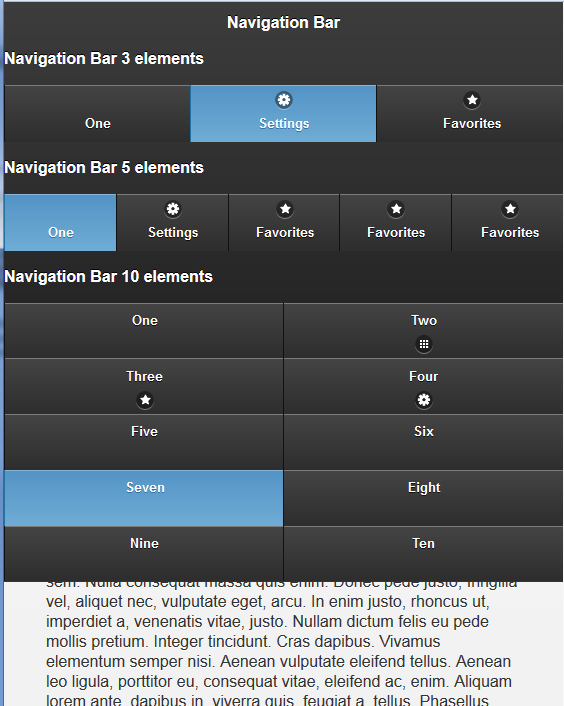 Navigation Bar
Navigation Bar 3 elements
One Settings Favorites
Navigation Bar 5 elements
One Settings Favorites Favorites Favorites
Navigation Bar 10 elements
One Two
Three Four
Five Six
Seven Eight
Nine Ten
sem. Nulla consequat massa quis enim. Donec pede justo, fringilla
vel, aliquet nec, vulputate eget, arcu. In enim justo, rhoncus ut,
imperdiet a, venenatis vitae, justo. Nullam dictum felis eu pede
mollis pretium. Integer tincidunt. Cras dapibus. Vivamus
elementum semper nisi. Aenean vulputate eleifend tellus. Aenean
leo ligula, porttitor eu, consequat vitae, eleifend ac, enim. Aliquam
lorem ante, dapibus in, viverra quis, feugiat a, tellus. Phasellus